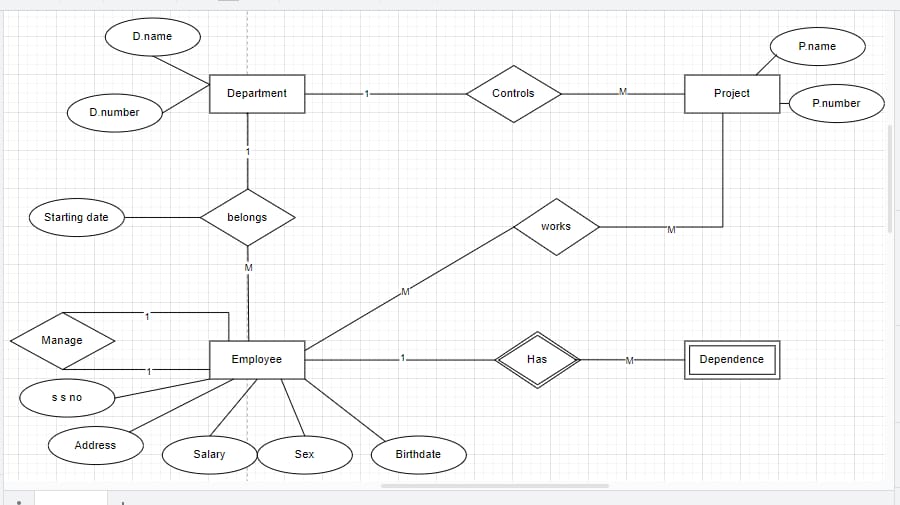 D.name
P.name
Department
1
Controls
M
Project
D.number
P.number
1
Starting date
belongs
works
M
M
M
1
Manage
Employee
1
Has
M
Dependence
1
s s no
Address
Salary
Sex
Birthdate